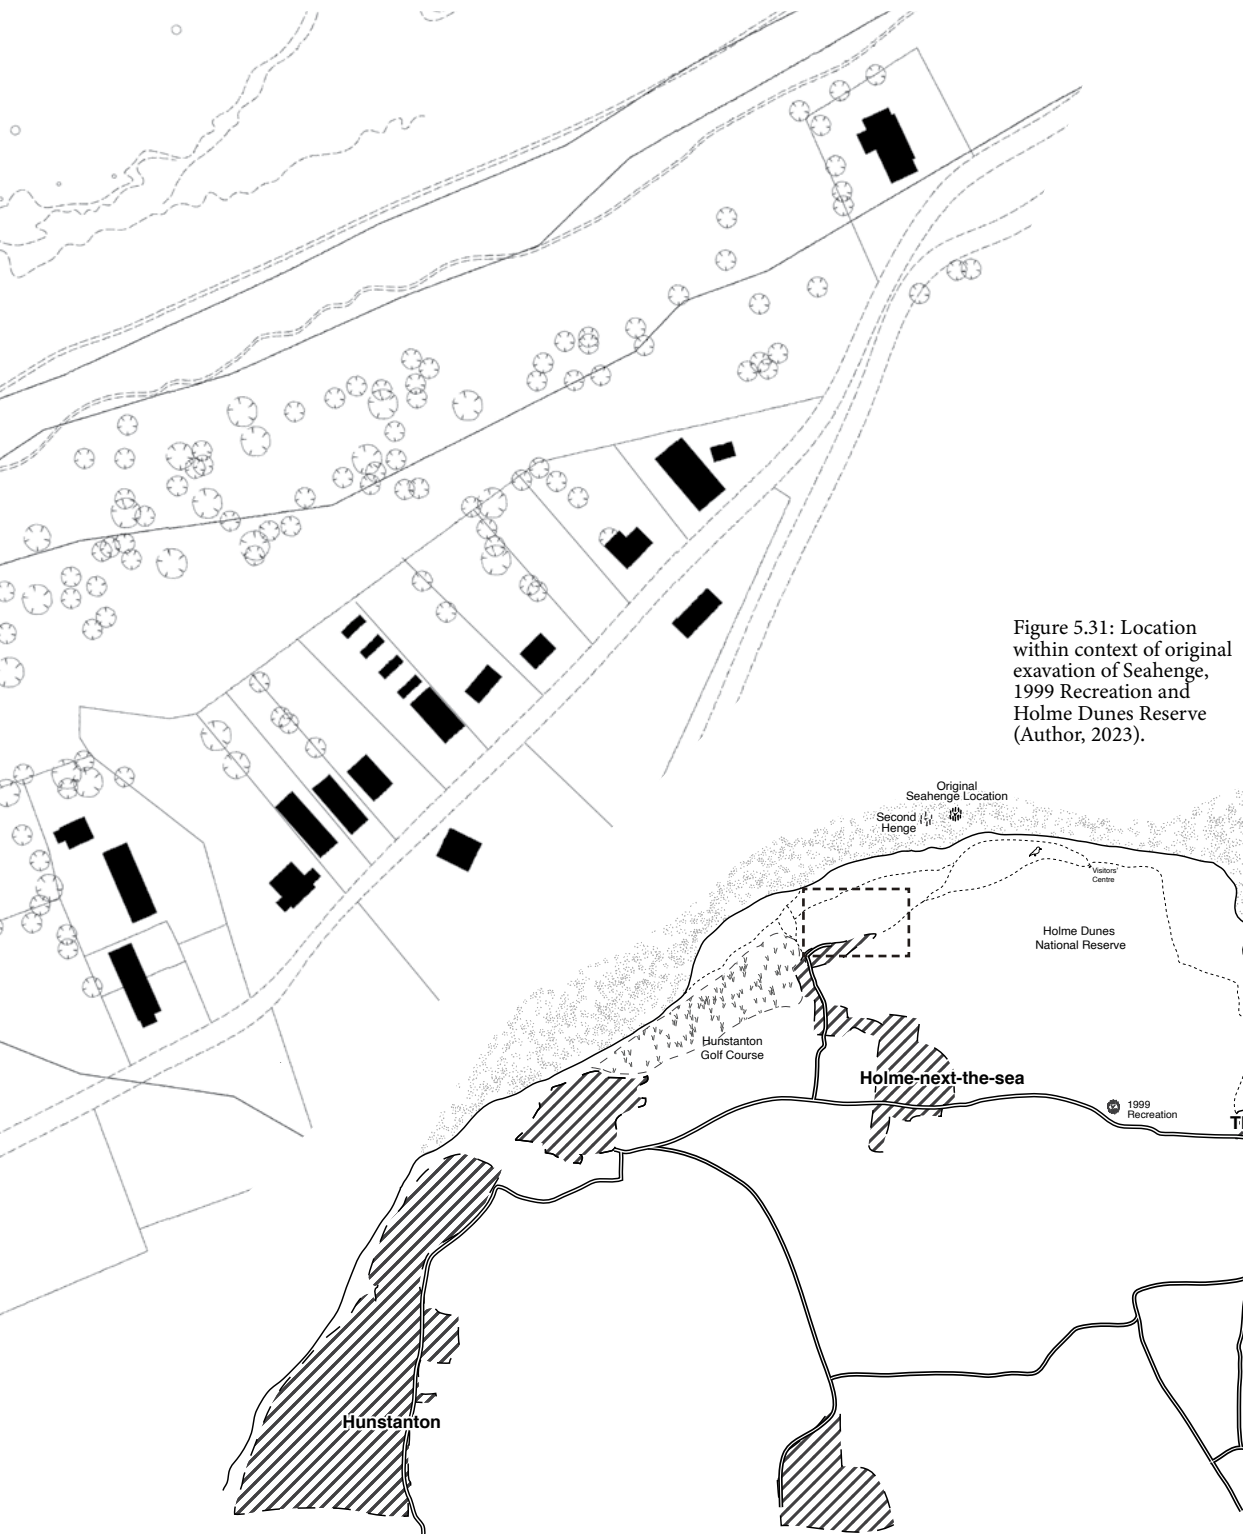 Figure 5.31: Location
within context of original
exavation of Seahenge,
1999 Recreation and
Holme Dunes Reserve
(Author, 2023).
Original
Seahenge Location
Second
Henge
Visitors'
Centre
Holme Dunes
National Reserve
Hunstanton
Golf Course
Holme-next-the-sea
1999
Recreation
Hunstanton